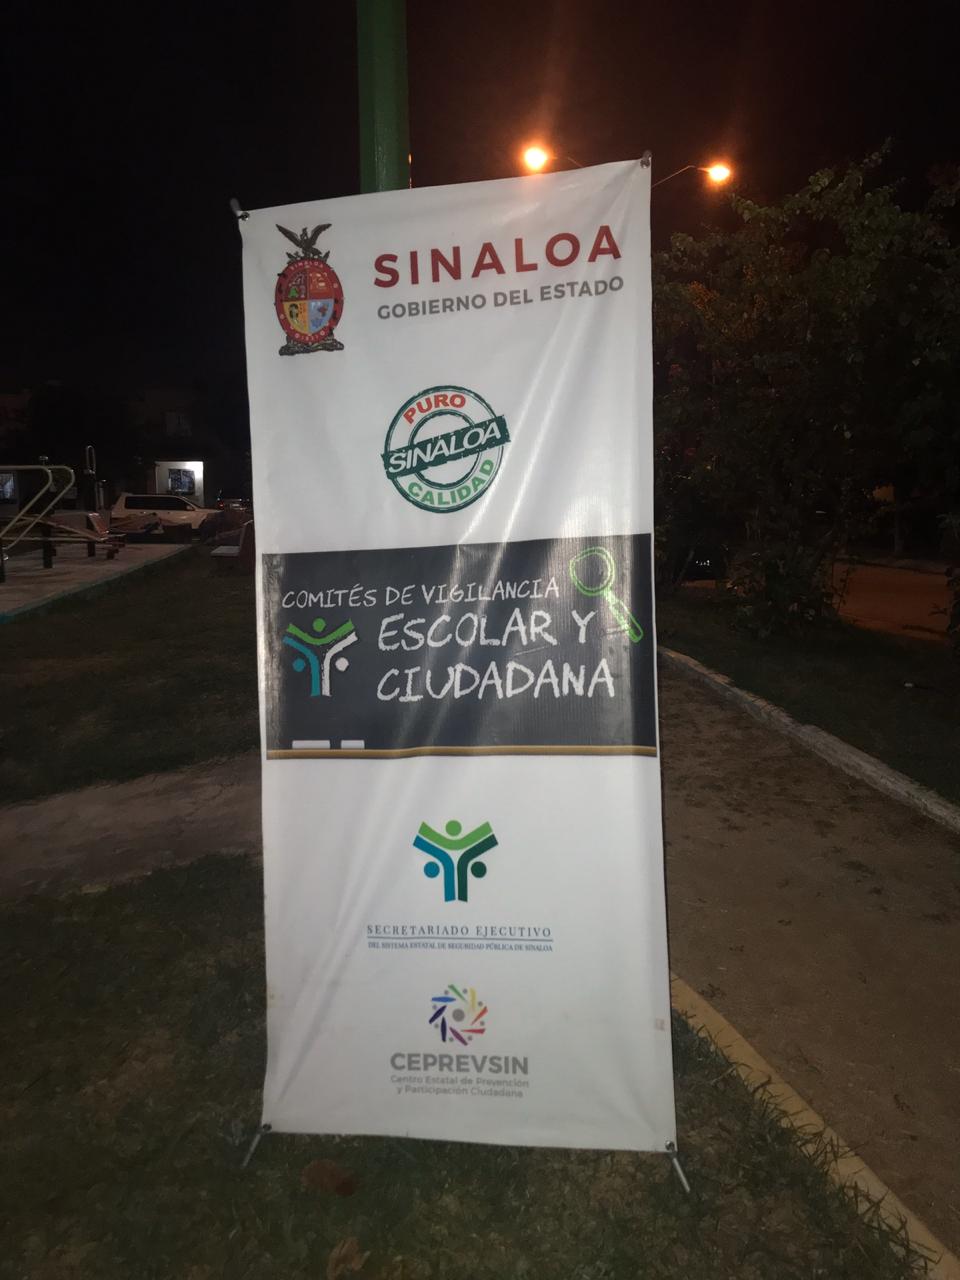 SINALOA
GOBIERNO DEL ESTADO
PURO
SINALOA
CALIDAD
COMITÉS DE VIGILANCIA
ESCOLAR Y
CIUDADANA
SECRETARIADO EJECUTIVO
DEL SISTEMA ESTATAL DE SEGURIDAD PÚBLICA DE SINALOA
CEPREVSIN
Centro Estatal de Prevención
y Participación Ciudadana